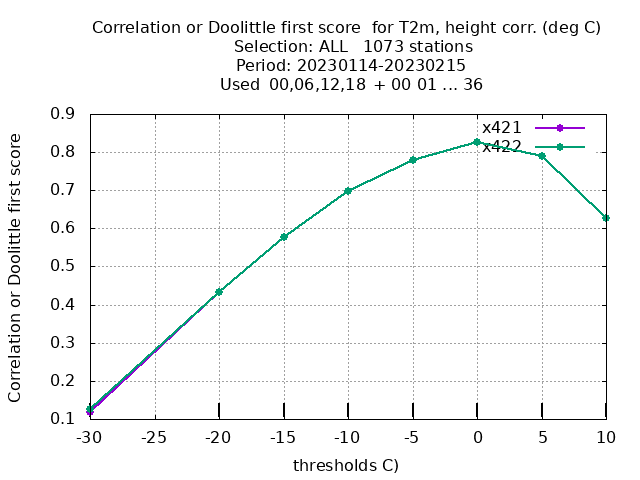 Correlation or Doolittle first score  for T2m, height corr. (deg C)
Selection: ALL   1073 stations
Period: 20230114-20230215
Used  00,06,12,18  + 00 01 ... 36
Correlation or Doolittle first score
0.9
0.8
0.7
0.6
0.5
0.4
0.3
0.2
0.1
x421
x422
-30 -25 -20 -15 -10 -5 0 5 10
thresholds C)